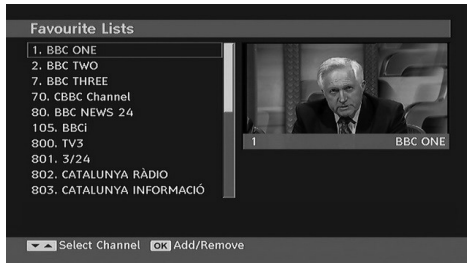 Favourite Lists
1. BBC ONE
2. BBC TWO
7. BBC THREE
70. CBBC Channel
80. BBC NEWS 24
105. BBCi
800. TV3
801. 3/24
802. CATALUNYA RÀDIO
803. CATALUNYA INFORMACIÓ
1 BBC ONE
Select Channel OK Add/Remove